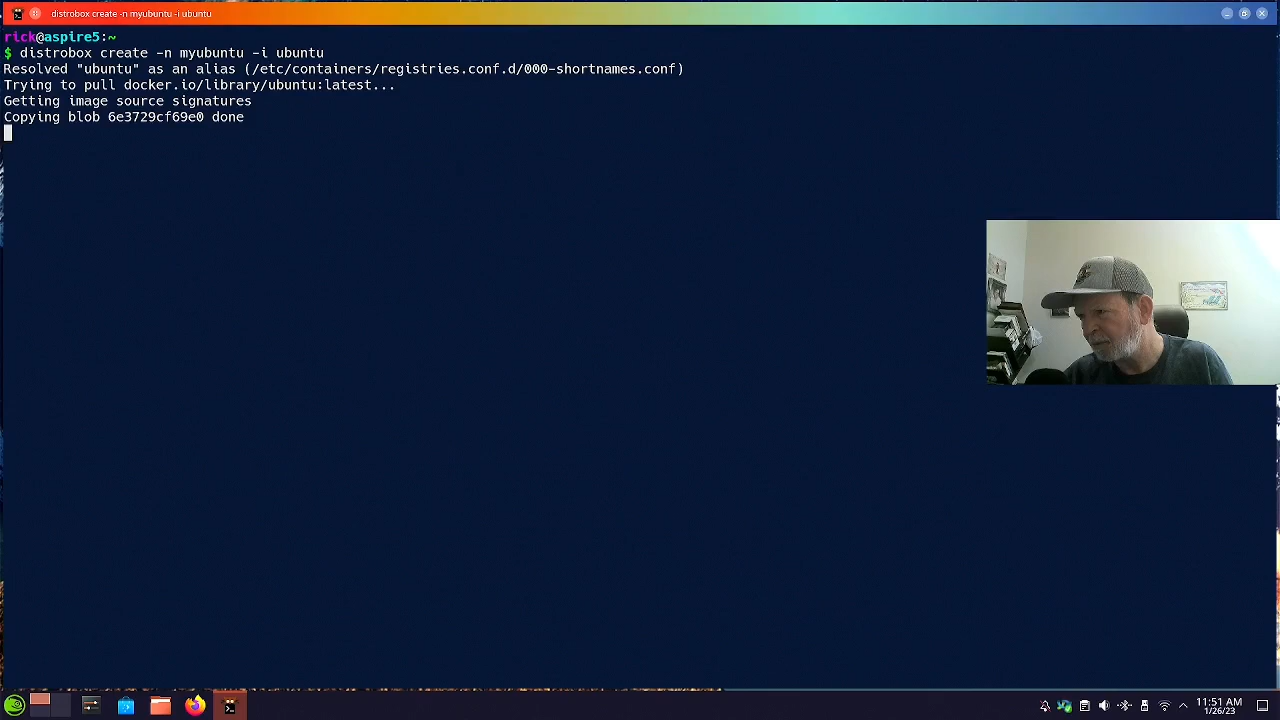 distrobox create -n myubuntu -i ubuntu
rick@aspire5:~
$ distrobox create -n myubuntu -i ubuntu
Resolved "ubuntu" as an alias (/etc/containers/registries.conf.d/000-shortnames.conf)
Trying to pull docker.io/library/ubuntu:latest...
Getting image source signatures
Copying blob 6e3729cf69e0 done
11:51 AM
1/26/23